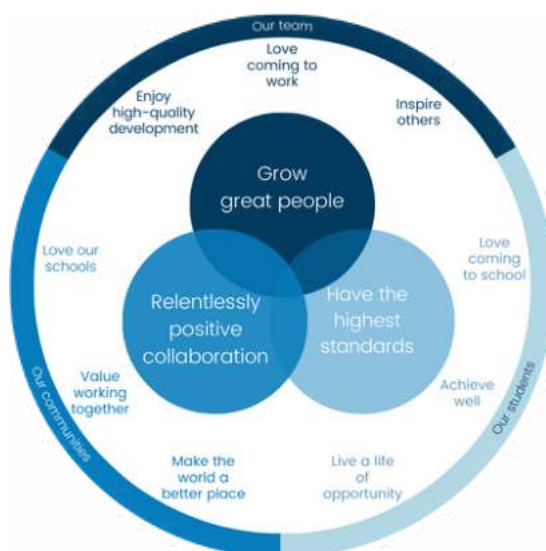 Our team
Love
coming to
work
Enjoy
high-quality
development
Inspire
others
Grow
great people
Love our
schools
Love
coming
to school
Relentlessly
positive
collaboration
Have the
highest
standards
Value
working
together
Achieve
well
Our communities
Our students
Make the
world a
better place
Live a life
of
opportunity